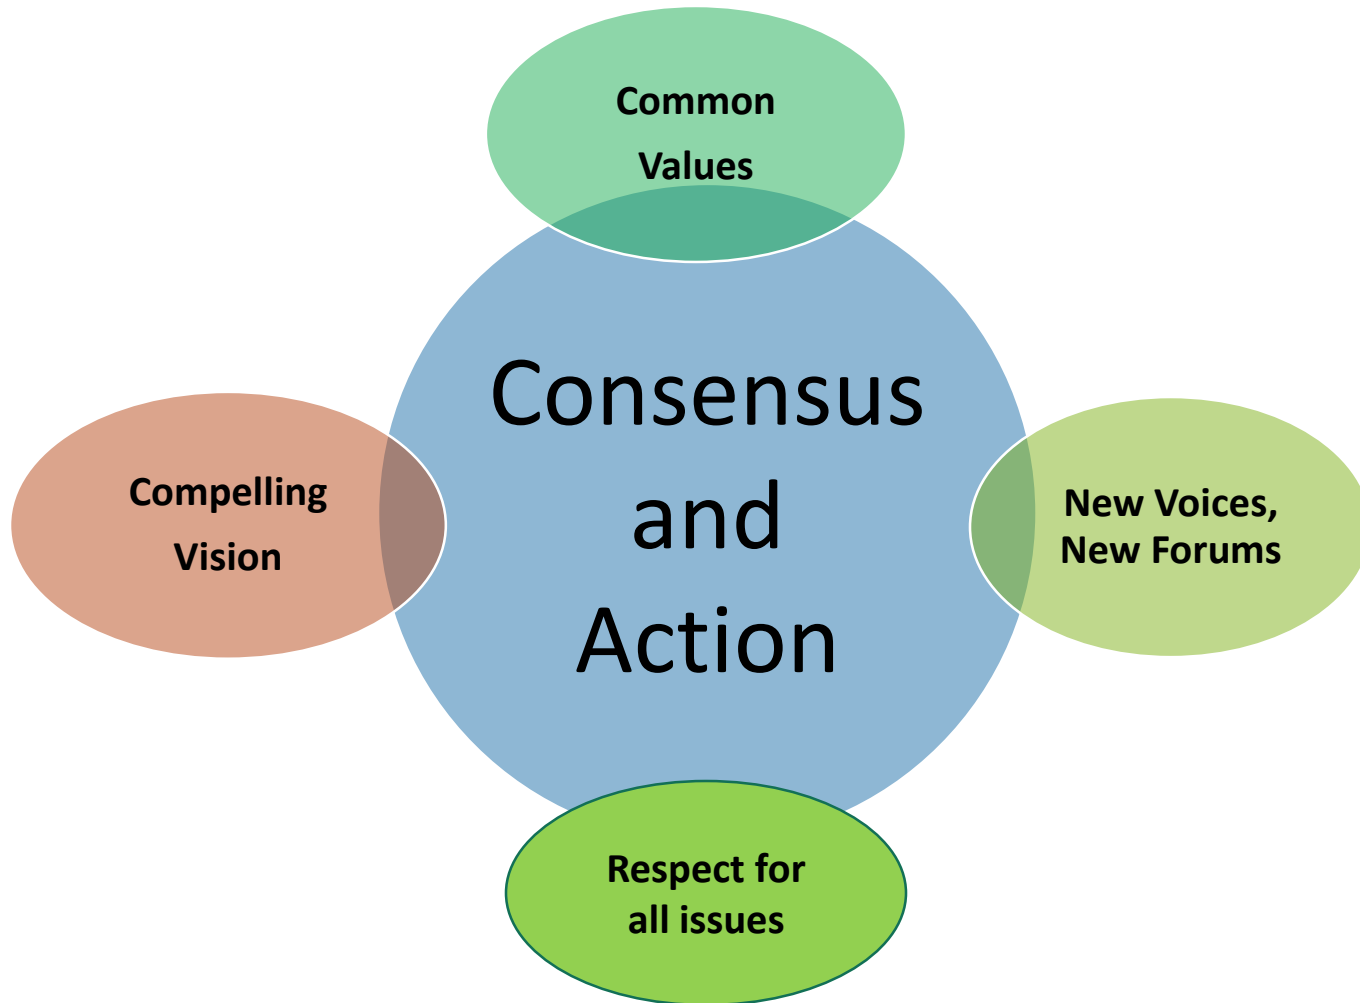 Common
Values
Consensus
and
Action
Compelling
Vision
New Voices,
New Forums
Respect for
all issues